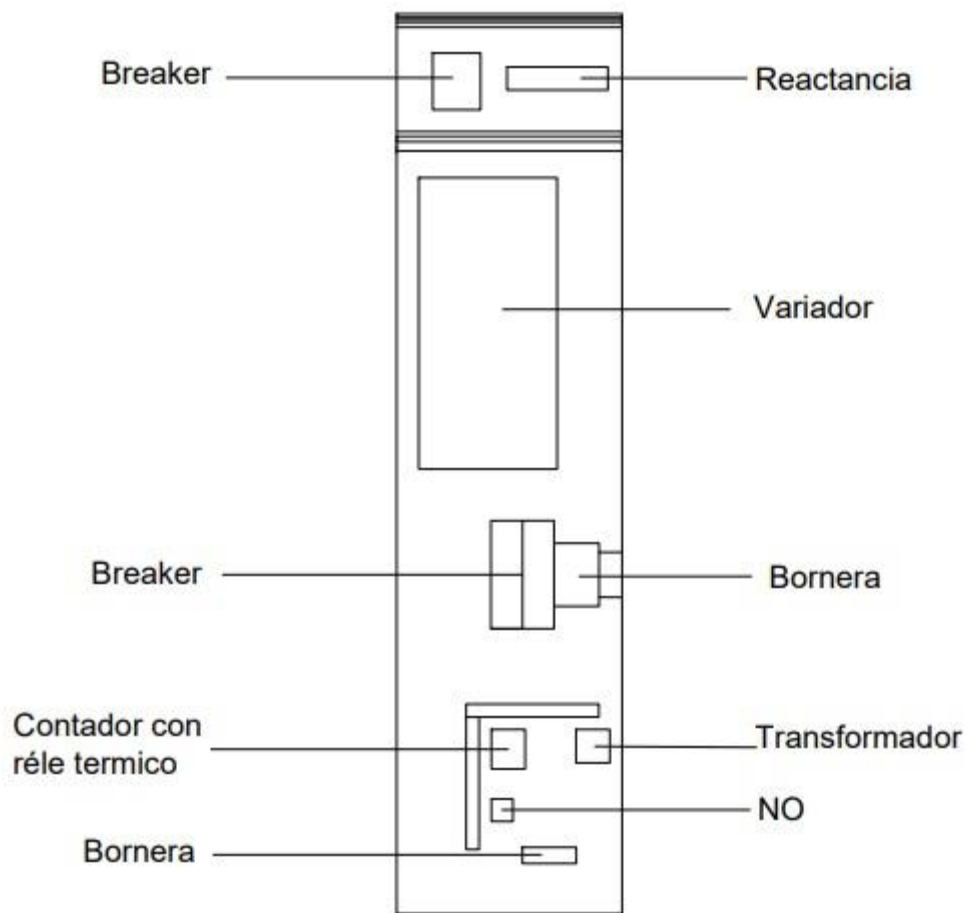 Breaker
Reactancia
Variador
Breaker
Bornera
Contador con
réle termico
Transformador
NO
Bornera